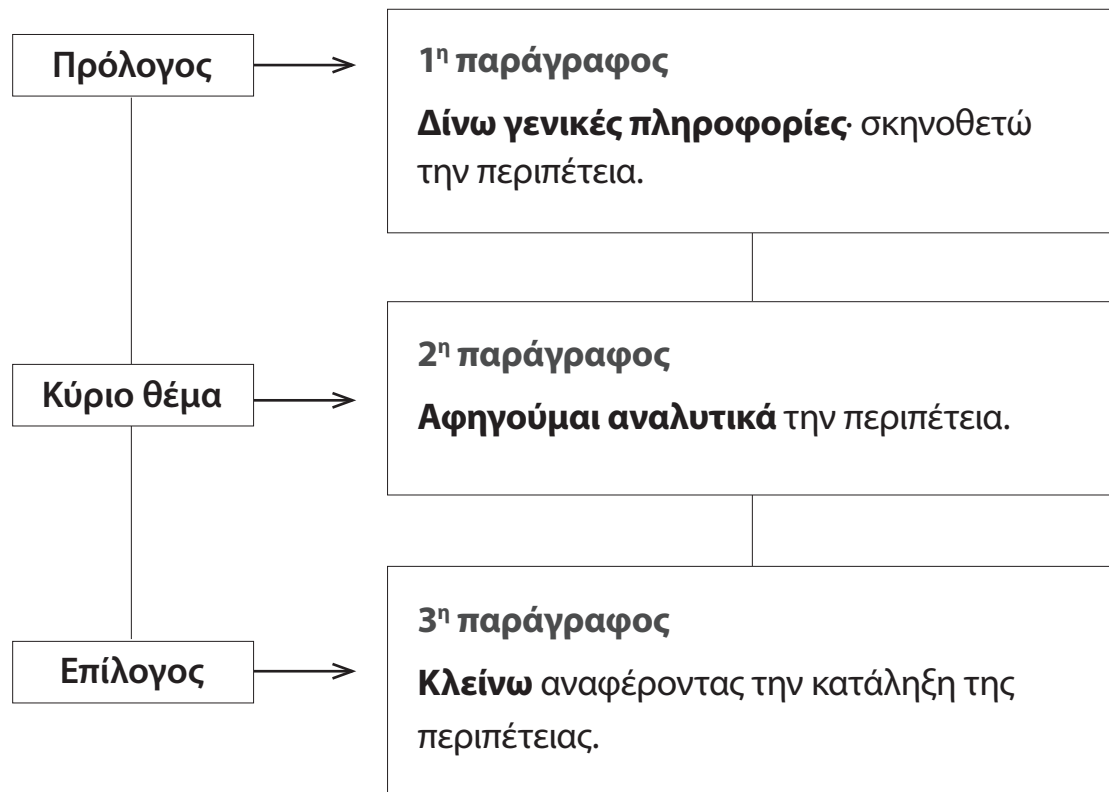 Πρόλογος
1η παράγραφος
Δίνω γενικές πληροφορίες· σκηνοθετώ
την περιπέτεια.
Κύριο θέμα
2η παράγραφος
Αφηγούμαι αναλυτικά την περιπέτεια.
Επίλογος
3η παράγραφος
Κλείνω αναφέροντας την κατάληξη της
περιπέτειας.